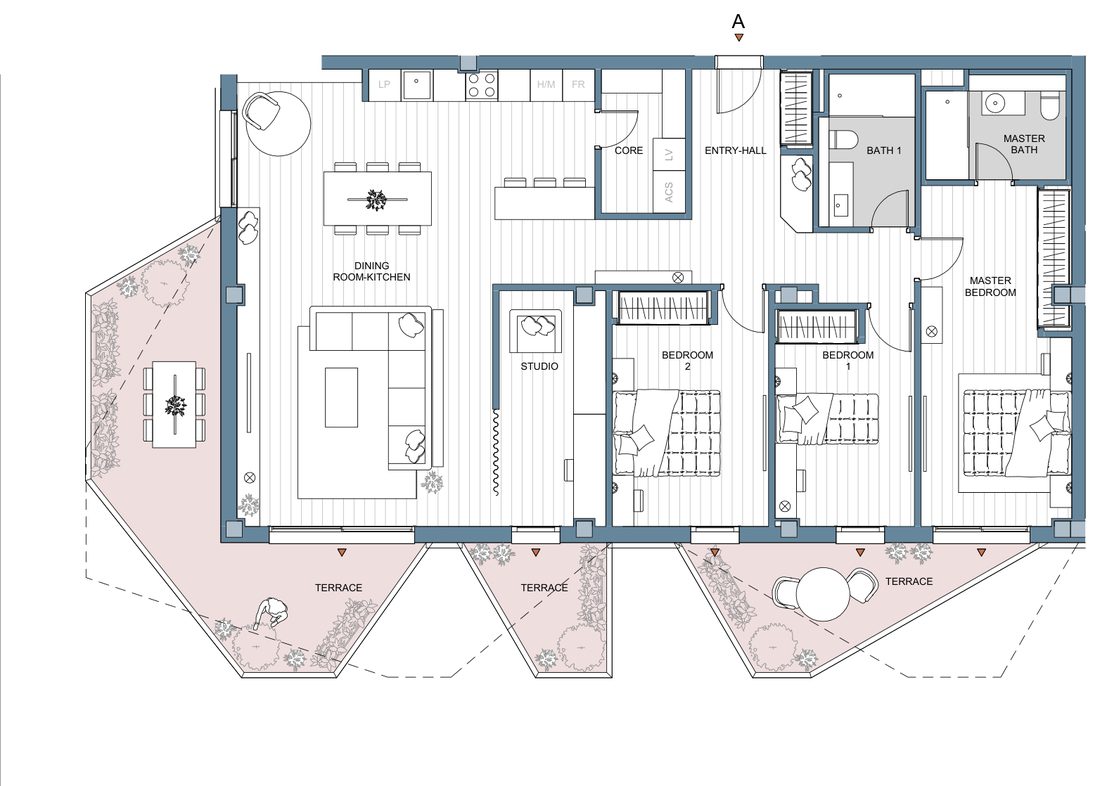 A
LP
H/M
FR
CORE
LV
ACS
ENTRY-HALL
BATH 1
MASTER
BATH
DINING
ROOM-KITCHEN
MASTER
BEDROOM
STUDIO
BEDROOM
2
BEDROOM
1
TERRACE
TERRACE
TERRACE